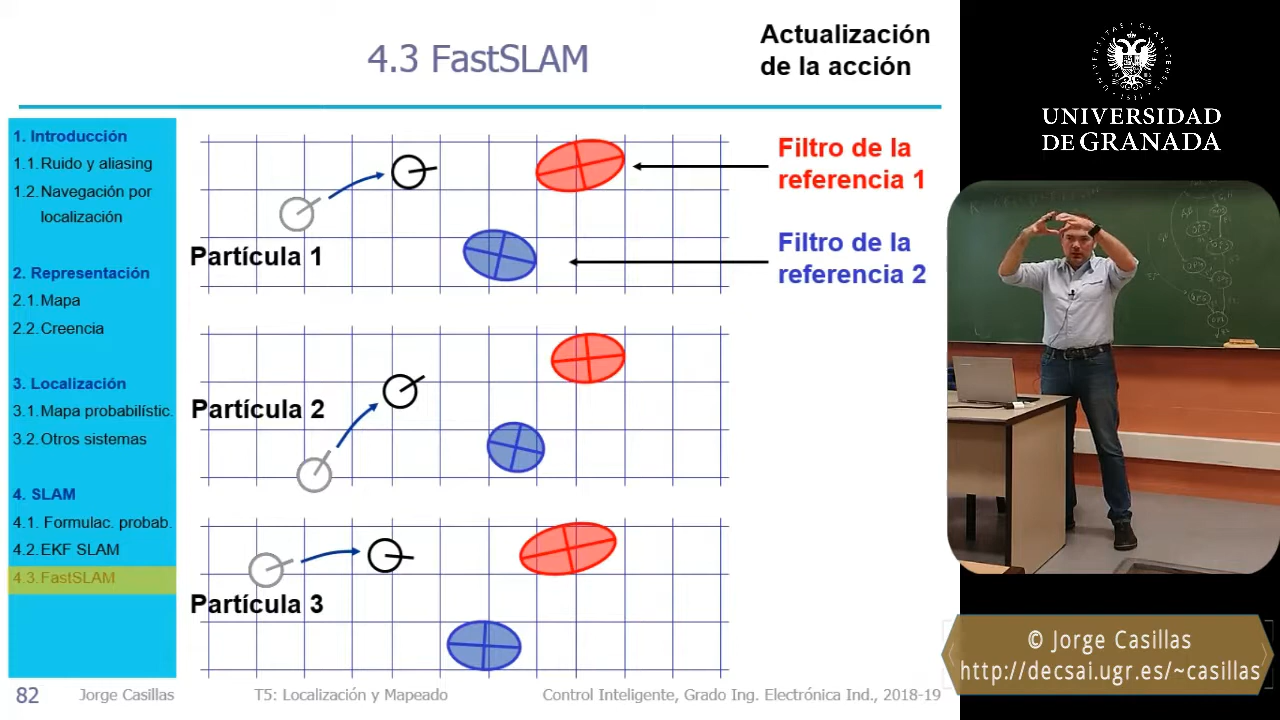 4.3 FastSLAM
Actualización
de la acción
1. Introducción
1.1. Ruido y aliasing
1.2. Navegación por
localización
2. Representación
2.1. Mapa
2.2. Creencia
3. Localización
3.1. Mapa probabilístic.
3.2. Otros sistemas
4. SLAM
4.1. Formulac. probab.
4.2. EKF SLAM
4.3. FastSLAM
Partícula 1
Partícula 2
Partícula 3
Filtro de la
referencia 1
Filtro de la
referencia 2
82
Jorge Casillas
T5: Localización y Mapeado
Control Inteligente, Grado Ing. Electrónica Ind., 2018-19
UNIVERSIDAD
DE GRANADA
© Jorge Casillas
http://decsai.ugr.es/~casillas